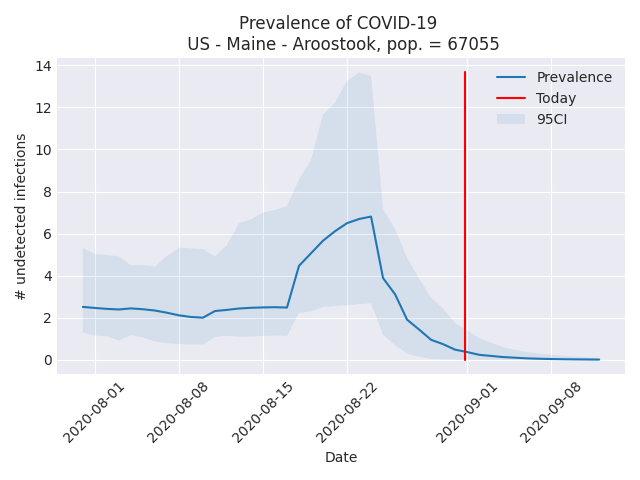 Prevalence of COVID-19
US - Maine - Aroostook, pop. = 67055
# undetected infections
14
12
10
8
6
4
2
0
Prevalence
Today
95CI
2020-08-01
2020-08-08
2020-08-15
2020-08-22
2020-09-01
2020-09-08
Date